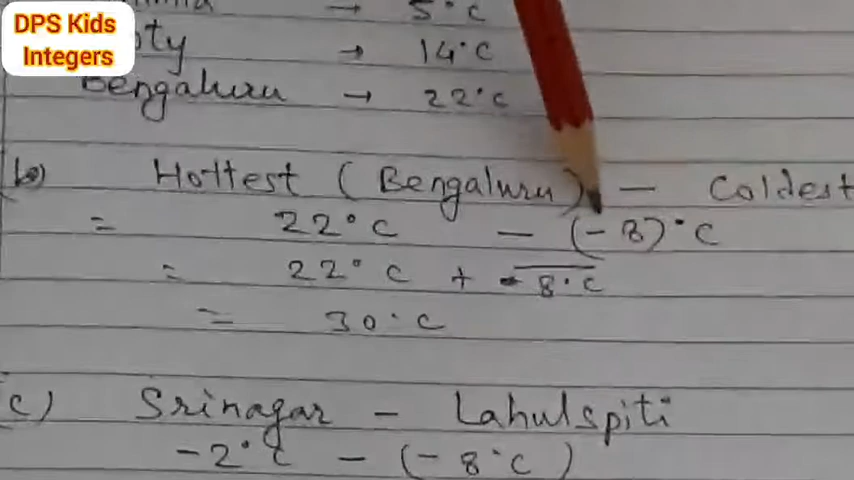 DPS Kids
Integers
→ 5°C
oty → 14°C
Bengaluru → 22°C
b) Hottest (Bengaluru) — Coldest
= 22°C — (-8)°C
= 22°C + 8°C
= 30°C
c) Srinagar - Lahulspiti
-2°C — (-8°C)